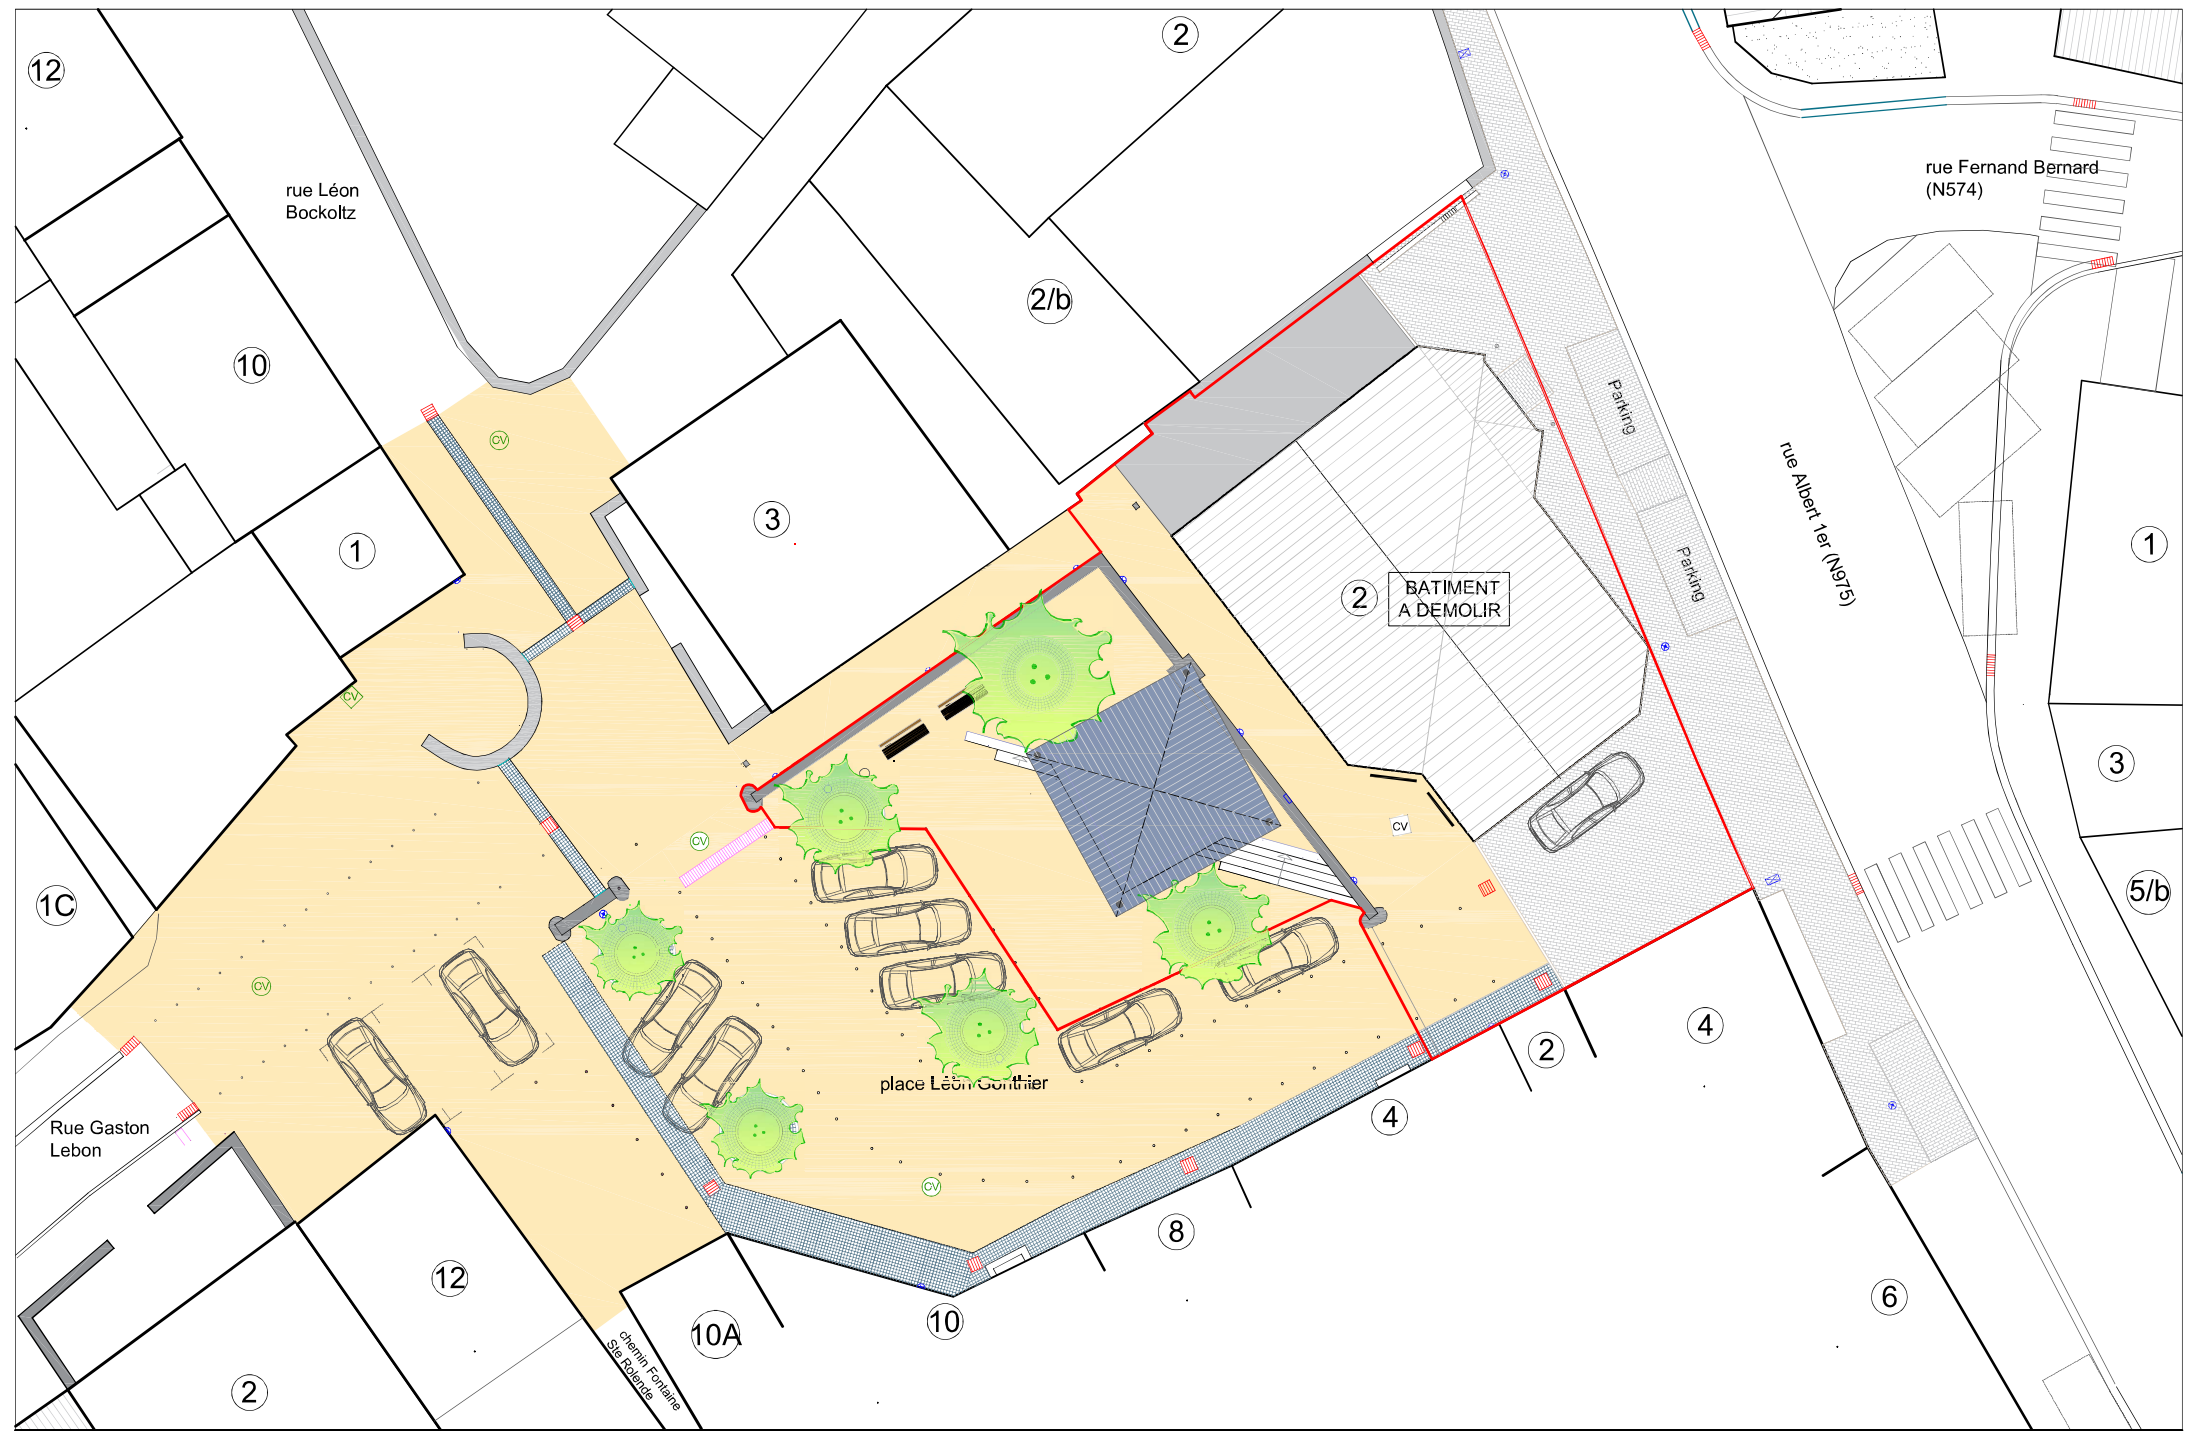 2
12
rue Fernand Bernard
(N574)
rue Léon
Bockoltz
2/b
10
Parking
3
1
rue Albert 1er (N975)
1
CV
Parking
2
BATIMENT
A DEMOLIR
CV
3
CV
CV
5/b
1C
CV
4
2
place Léon Gonthier
4
Rue Gaston
Lebon
CV
8
12
6
10
10A
chemin Fontaine
Ste Rolende
2